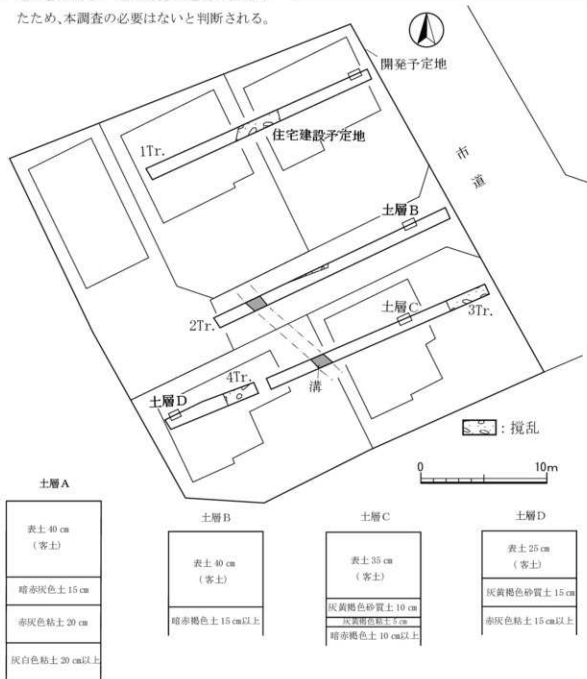 たため、本調査の必要はないと判断される。
開発予定地
住宅建設予定地
1Tr.
市道
土層B
土層C
2Tr.
3Tr.
4Tr.
土層D
溝
：撹乱
0 10m
土層A
表土 40 cm
（客土）
暗赤灰色土 15 cm
赤灰色粘土 20 cm
灰白色粘土 20 cm以上
土層B
表土 40 cm
（客土）
暗赤褐色土 15 cm以上
土層C
表土 35 cm
（客土）
灰黄褐色砂質土 10 cm
灰黄褐色粘土 5 cm
暗赤褐色土 10 cm以上
土層D
表土 25 cm
（客土）
灰黄褐色砂質土 15 cm
赤灰色粘土 15 cm以上